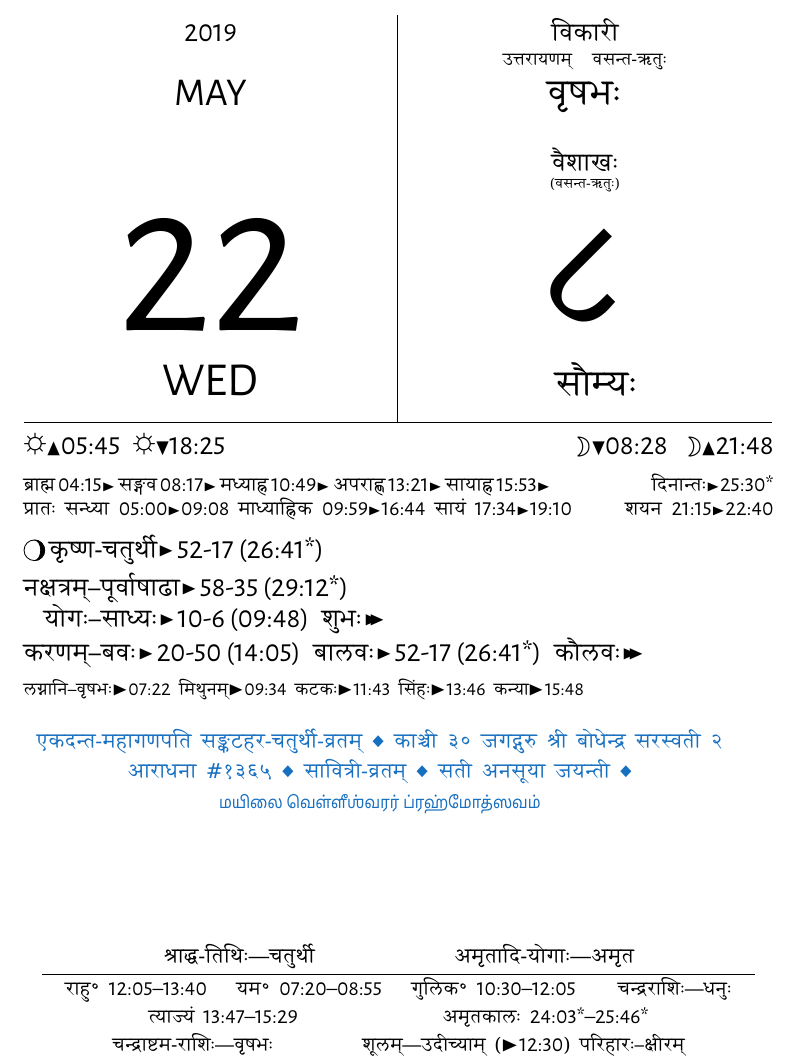 2019
MAY
22
WED
विकारी
उत्तरायणम् वसन्त-ऋतुः
वृषभः
वैशाखः
(वसन्त-ऋतुः)
८
सौम्यः
☼▲05:45 ☼▼18:25 ☽▼08:28 ☽▲21:48
ब्राह्म 04:15► सङ्गव 08:17► मध्याह्न 10:49► अपराह्ण 13:21► सायाह्न 15:53► दिनान्तः►25:30*
प्रातः सन्ध्या 05:00►09:08 माध्याह्निक 09:59►16:44 सायं 17:34►19:10 शयन 21:15►22:40
कृष्ण-चतुर्थी►52-17 (26:41*)
नक्षत्रम्–पूर्वाषाढा►58-35 (29:12*)
योगः–साध्यः►10-6 (09:48) शुभः►►
करणम्–बवः►20-50 (14:05) बालवः►52-17 (26:41*) कौलवः►►
लग्नानि–वृषभः►07:22 मिथुनम्►09:34 कटकः►11:43 सिंहः►13:46 कन्या►15:48
एकदन्त-महागणपति सङ्कटहर-चतुर्थी-व्रतम् ♦ काञ्ची ३० जगद्गुरु श्री बोधेन्द्र सरस्वती २
आराधना #१३६५ ♦ सावित्री-व्रतम् ♦ सती अनसूया जयन्ती ♦
மயிலை வெள்ளீஶ்வரர் ப்ரஹ்மோத்ஸவம்
श्राद्ध-तिथिः—चतुर्थी अमृतादि-योगाः—अमृत
राहु° 12:05–13:40 यम° 07:20–08:55 गुलिक° 10:30–12:05 चन्द्रराशिः—धनुः
त्याज्यं 13:47–15:29 अमृतकालः 24:03*–25:46*
चन्द्राष्टम-राशिः—वृषभः शूलम्—उदीच्याम् (►12:30) परिहारः–क्षीरम्